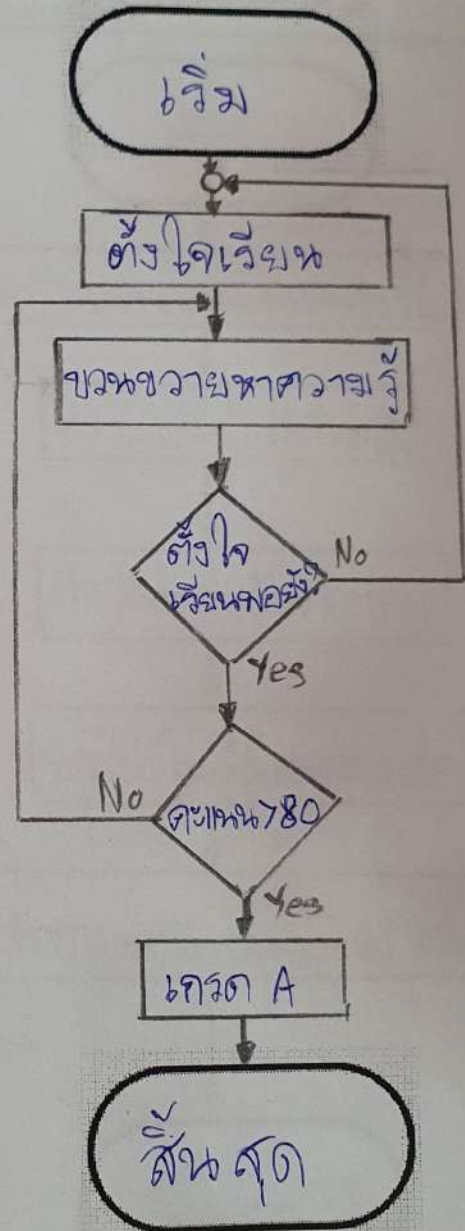 เริ่ม
ตั้งใจเรียน
ขวนขวายหาความรู้
ตั้งใจ
เรียนพอยัง?
No
Yes
No
คะแนน>80
Yes
เกรด A
สิ้นสุด